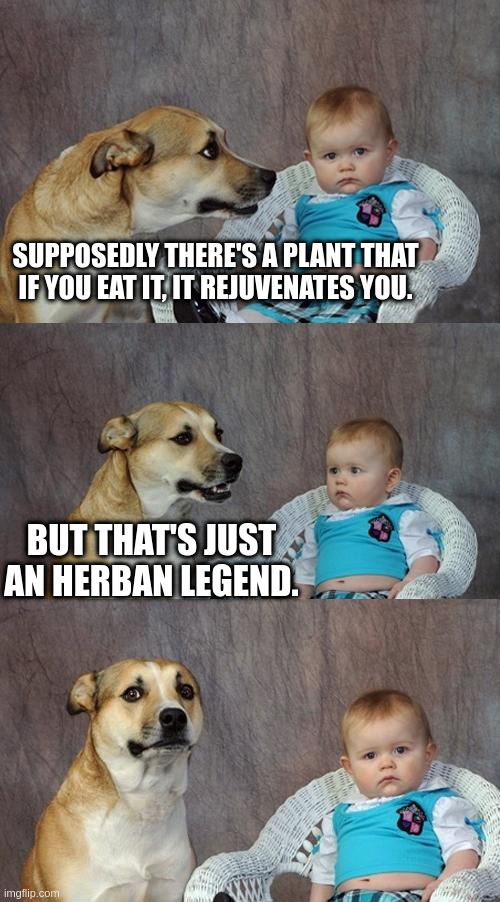 SUPPOSEDLY THERE'S A PLANT THAT
IF YOU EAT IT, IT REJUVENATES YOU.
BUT THAT'S JUST
AN HERBAN LEGEND.
imgflip.com